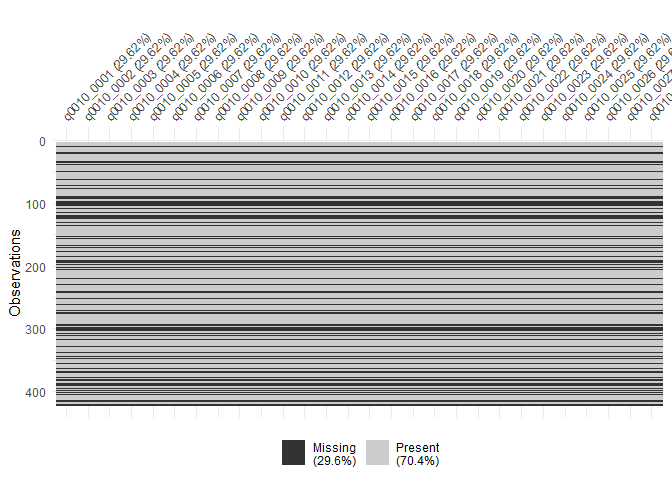 q0010_0001 (29.62%)
q0010_0002 (29.62%)
q0010_0003 (29.62%)
q0010_0004 (29.62%)
q0010_0005 (29.62%)
q0010_0006 (29.62%)
q0010_0007 (29.62%)
q0010_0008 (29.62%)
q0010_0009 (29.62%)
q0010_0010 (29.62%)
q0010_0011 (29.62%)
q0010_0012 (29.62%)
q0010_0013 (29.62%)
q0010_0014 (29.62%)
q0010_0015 (29.62%)
q0010_0016 (29.62%)
q0010_0017 (29.62%)
q0010_0018 (29.62%)
q0010_0019 (29.62%)
q0010_0020 (29.62%)
q0010_0021 (29.62%)
q0010_0022 (29.62%)
q0010_0023 (29.62%)
q0010_0024 (29.62%)
q0010_0025 (29.62%)
q0010_0026
q0010_0027
0
100
200
300
400
Observations
Missing
(29.6%)
Present
(70.4%)